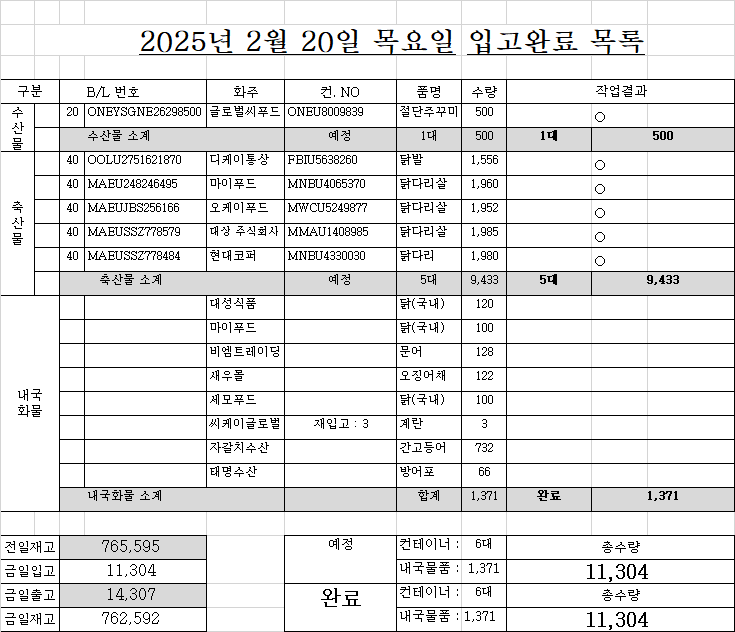 2025년 2월 20일 목요일 입고완료 목록
구분 B/L 번호 화주 컨. NO 품명 수량 작업결과
수산물
20 ONEYSGNE26298500 글로벌씨푸드 ONEU8009839 절단주꾸미 500 ○
수산물 소계 예정 1대 500 1대 500
축산물
40 OOLU2751621870 디케이통상 FBIU5638260 닭발 1,556 ○
40 MAEU248246495 마이푸드 MNBU4065370 닭다리살 1,960 ○
40 MAEUJBS256166 오케이푸드 MWCU5249877 닭다리살 1,952 ○
40 MAEUSSZ778579 대상 주식회사 MMAU1408985 닭다리살 1,985 ○
40 MAEUSSZ778484 현대코퍼 MNBU4330030 닭다리 1,980 ○
축산물 소계 예정 5대 9,433 5대 9,433
내국화물
대성식품 닭(국내) 120
마이푸드 닭(국내) 100
비엠트레이딩 문어 128
새우몰 오징어채 122
세모푸드 닭(국내) 100
씨케이글로벌 재입고 : 3 계란 3
자갈치수산 간고등어 732
태명수산 방어포 66
내국화물 소계 합계 1,371 완료 1,371
전일재고 765,595 예정 컨테이너 : 6대 총수량
금일입고 11,304 내국물품 : 1,371 11,304
금일출고 14,307 완료 컨테이너 : 6대 총수량
금일재고 762,592 내국물품 : 1,371 11,304